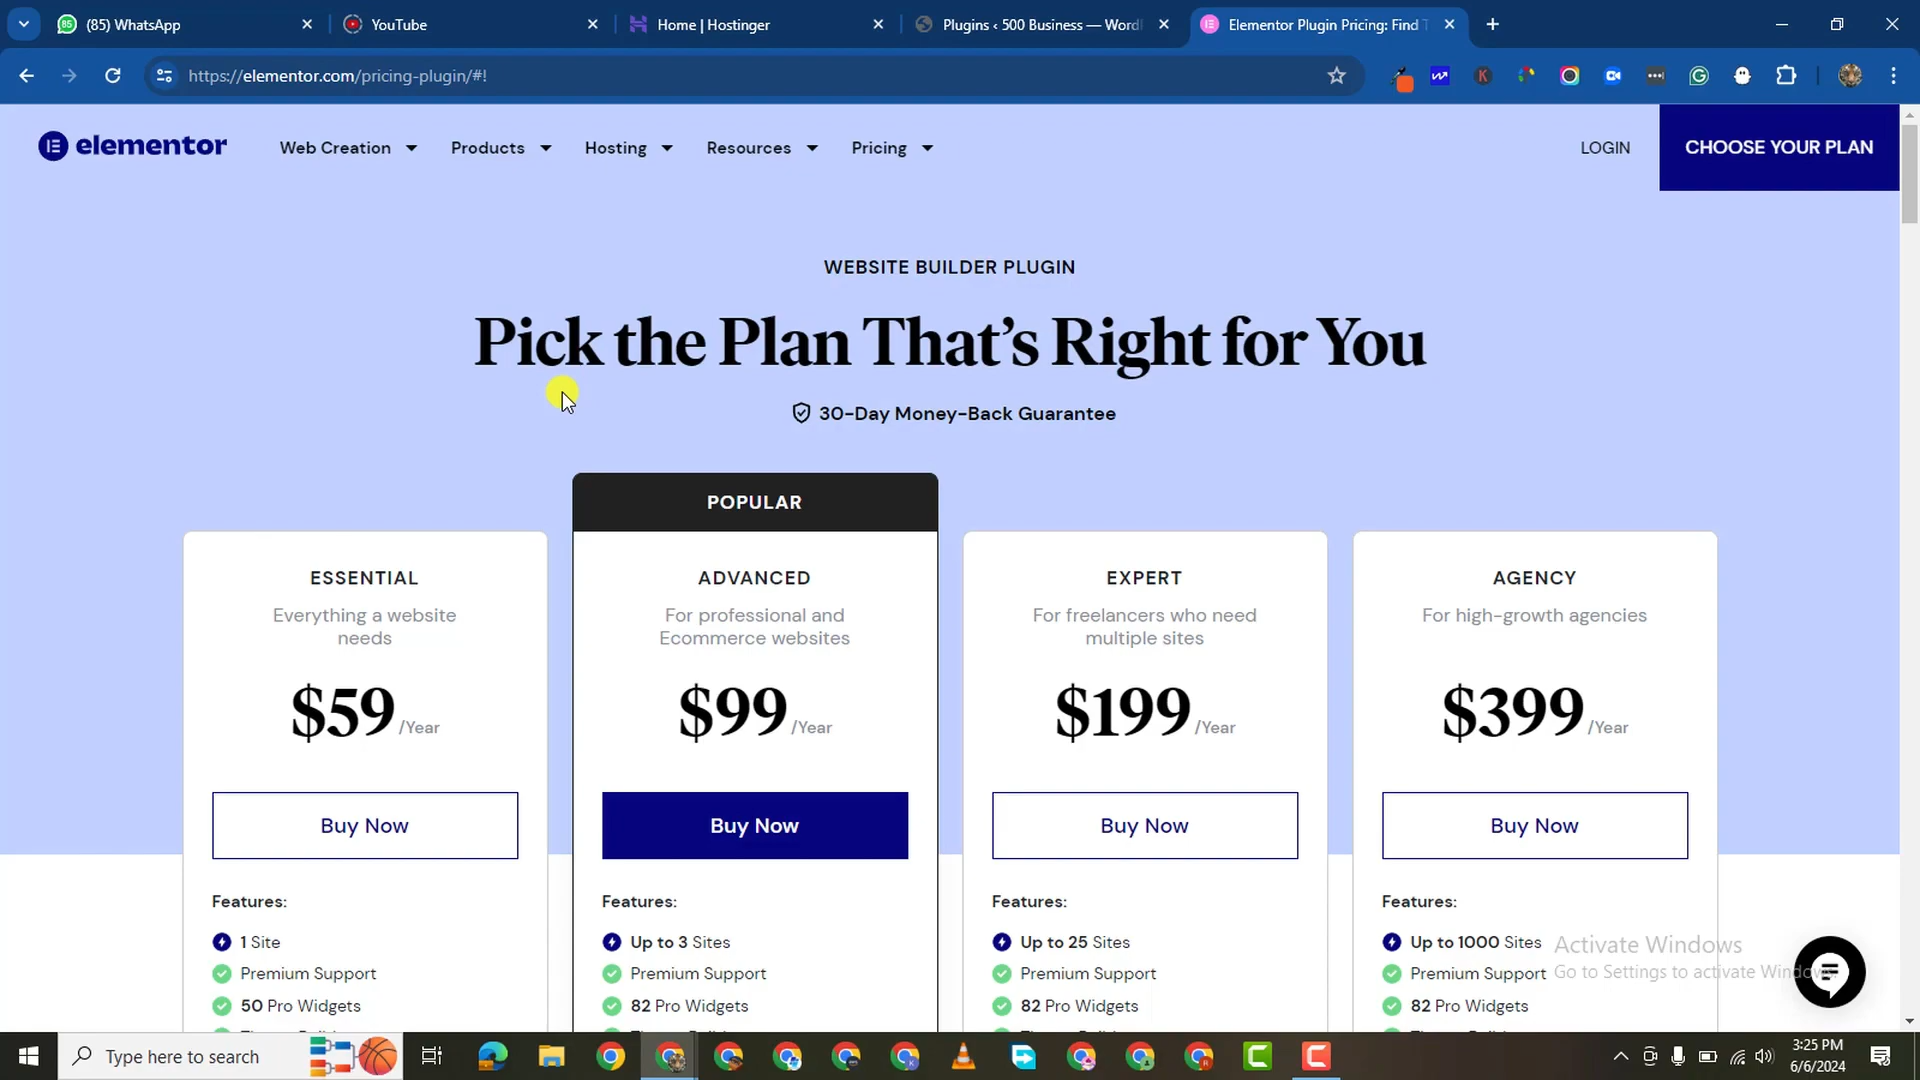 (85) WhatsApp
YouTube
Home | Hostinger
Plugins ‹ 500 Business — Word
Elementor Plugin Pricing: Find T
https://elementor.com/pricing-plugin/#!
elementor
Web Creation
Products
Hosting
Resources
Pricing
LOGIN
CHOOSE YOUR PLAN
WEBSITE BUILDER PLUGIN
Pick the Plan That's Right for You
30-Day Money-Back Guarantee
POPULAR
ESSENTIAL
Everything a website
needs
$59 /Year
Buy Now
Features:
1 Site
Premium Support
50 Pro Widgets
ADVANCED
For professional and
Ecommerce websites
$99 /Year
Buy Now
Features:
Up to 3 Sites
Premium Support
82 Pro Widgets
EXPERT
For freelancers who need
multiple sites
$199 /Year
Buy Now
Features:
Up to 25 Sites
Premium Support
82 Pro Widgets
AGENCY
For high-growth agencies
$399 /Year
Buy Now
Features:
Up to 1000 Sites
Premium Support
82 Pro Widgets
Activate Windows
Go to Settings to activate Windows.
Type here to search
3:25 PM
6/6/2024